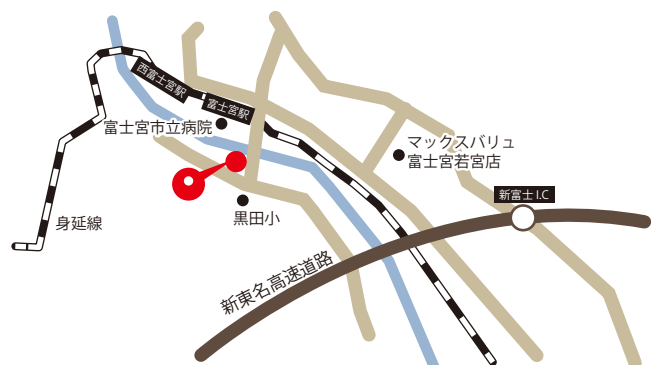 西富士宮駅
富士宮駅
富士宮市立病院
マックスバリュ
富士宮若宮店
新富士 I.C
黒田小
身延線
新東名高速道路